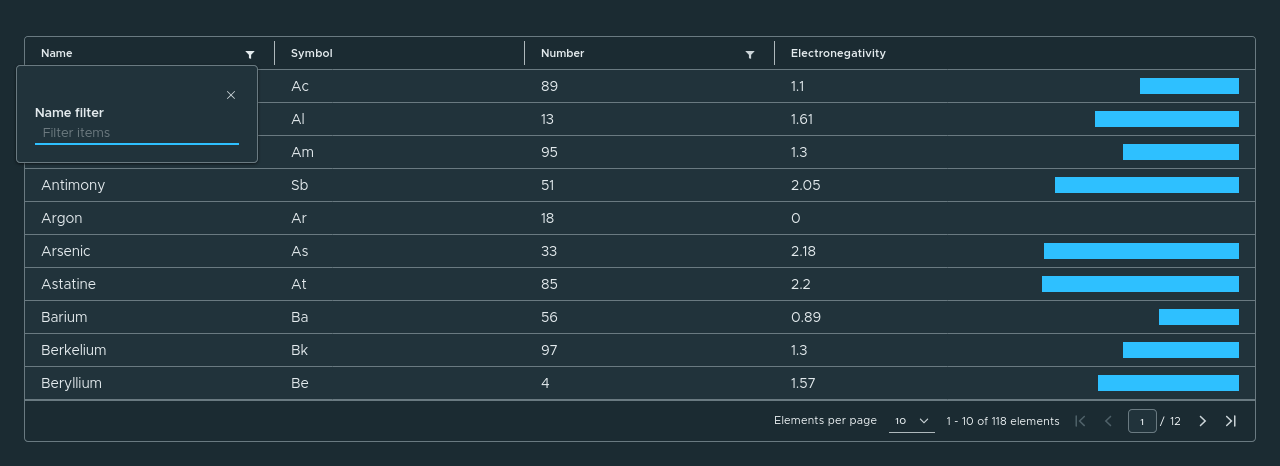 Name Symbol Number Electronegativity
Name filter
Filter items
Ac 89 1.1
Al 13 1.61
Am 95 1.3
Antimony Sb 51 2.05
Argon Ar 18 0
Arsenic As 33 2.18
Astatine At 85 2.2
Barium Ba 56 0.89
Berkelium Bk 97 1.3
Beryllium Be 4 1.57
Elements per page 10 1 - 10 of 118 elements 1 / 12